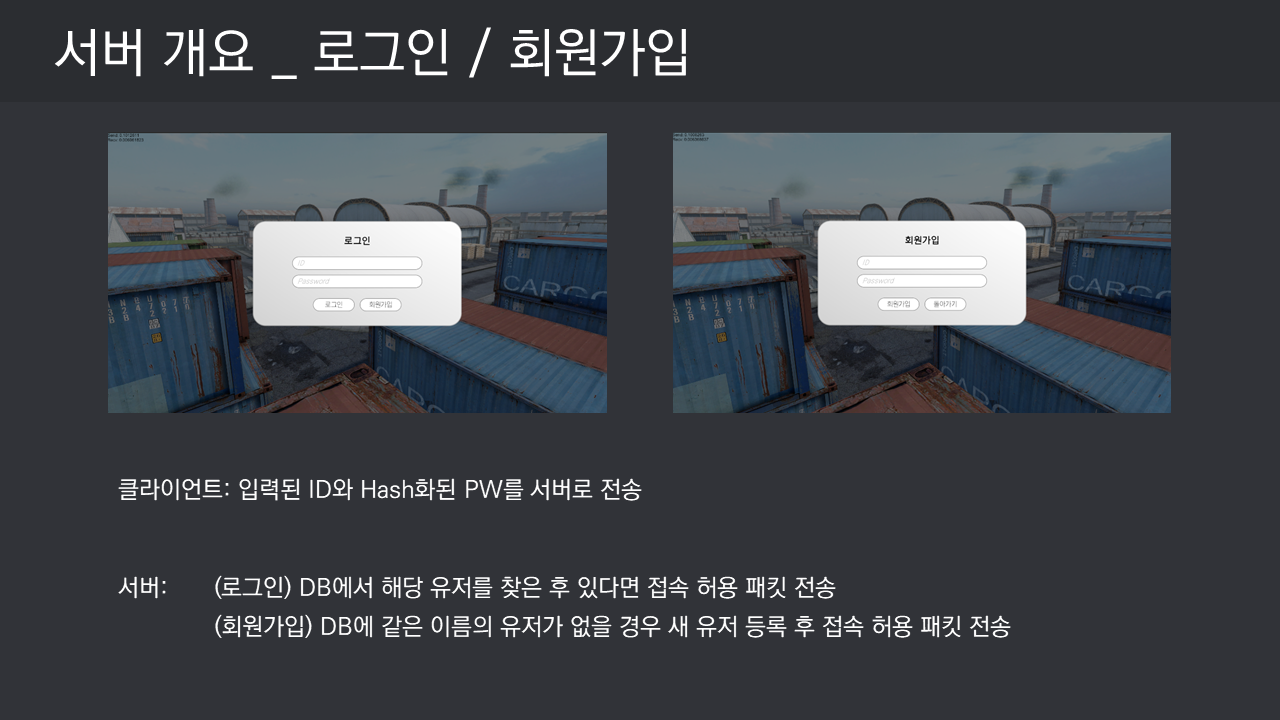 서버 개요 _ 로그인 / 회원가입
로그인
ID
Password
로그인
회원가입
회원가입
ID
Password
회원가입
돌아가기
CARGO
CARGO
클라이언트: 입력된 ID와 Hash화된 PW를 서버로 전송
서버: (로그인) DB에서 해당 유저를 찾은 후 있다면 접속 허용 패킷 전송
(회원가입) DB에 같은 이름의 유저가 없을 경우 새 유저 등록 후 접속 허용 패킷 전송